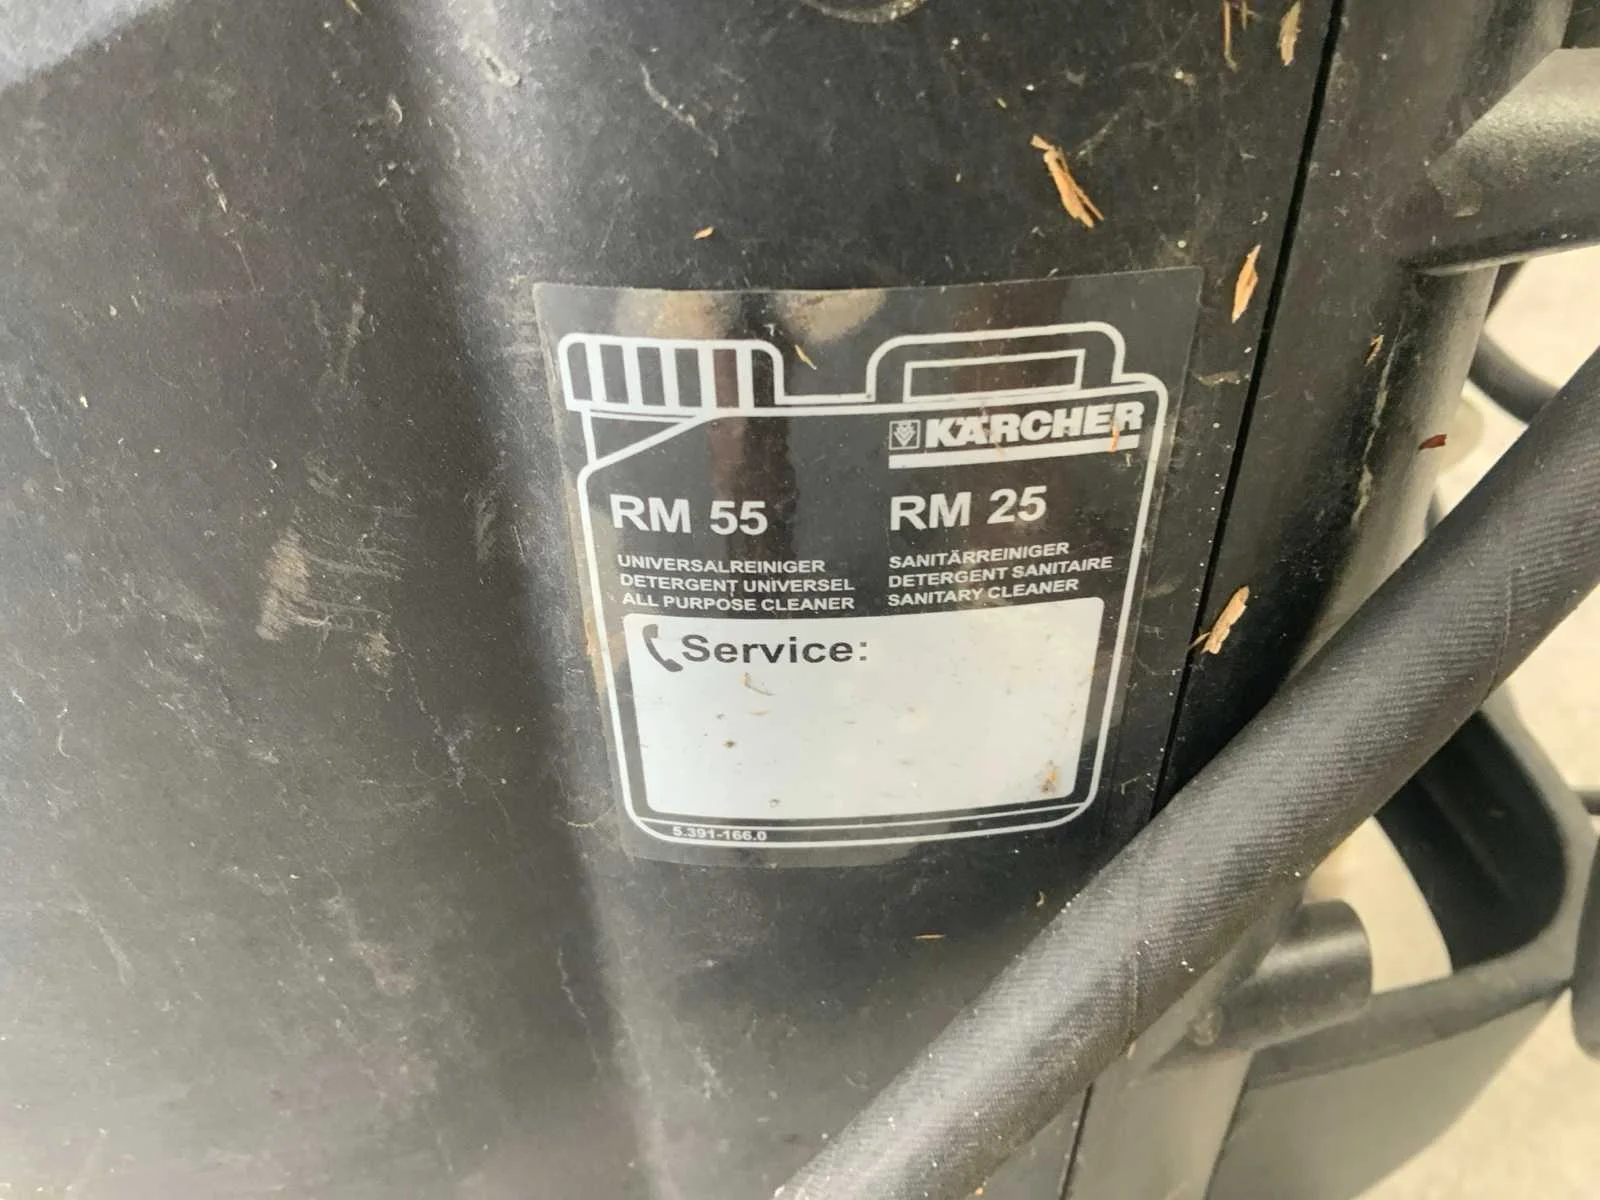 KÄRCHER
RM 55
UNIVERSALREINIGER
DETERGENT UNIVERSEL
ALL PURPOSE CLEANER
RM 25
SANITÄRREINIGER
DETERGENT SANITAIRE
SANITARY CLEANER
Service:
5.391-166.0